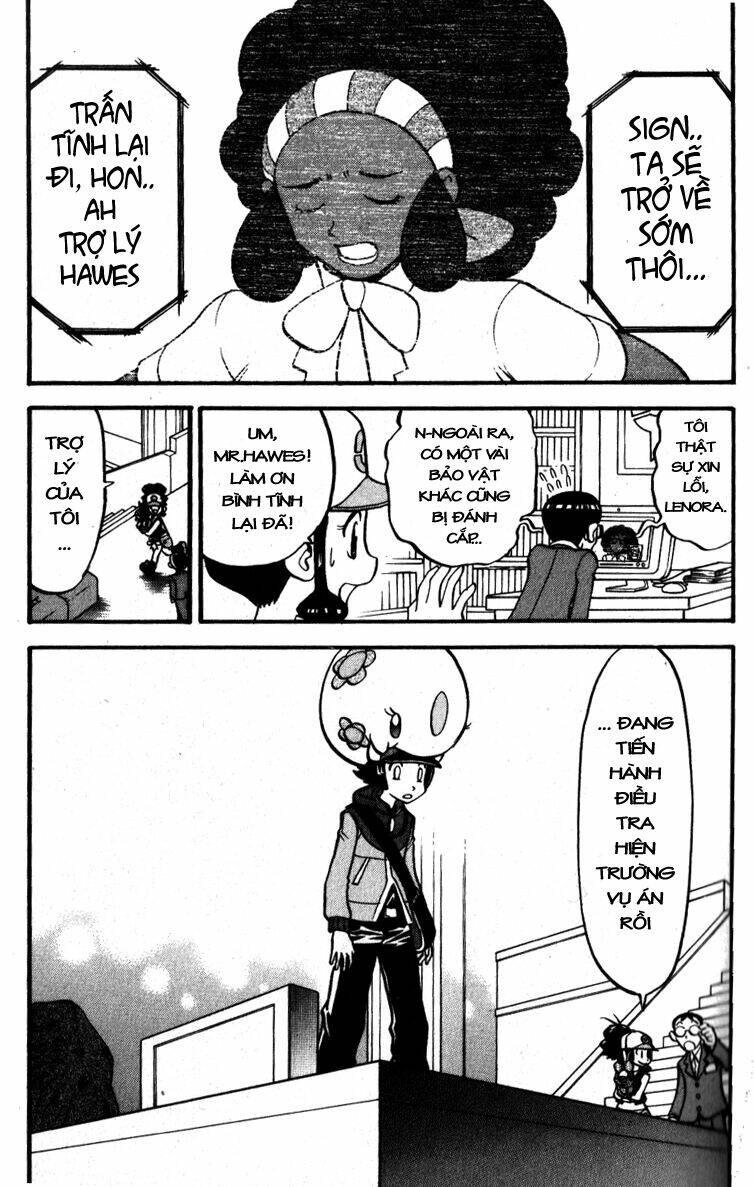 SIGN..
TA SẼ
TRỞ VỀ
SỚM
THÔI...
TRẤN
TĨNH LẠI
ĐI, HON..
AH
TRỢ LÝ
HAWES
TÔI
THẬT
SỰ XIN
LỖI,
LENORA.
N-NGOÀI RA,
CÓ MỘT VÀI
BẢO VẬT
KHÁC CŨNG
BỊ ĐÁNH
CẮP...
UM,
MR.HAWES!
LÀM ƠN
BÌNH TĨNH
LẠI ĐÃ!
TRỢ
LÝ CỦA
TÔI
...
... ĐANG
TIẾN
HÀNH
ĐIỀU
TRA
HIỆN
TRƯỜNG
VỤ ÁN
RỒI